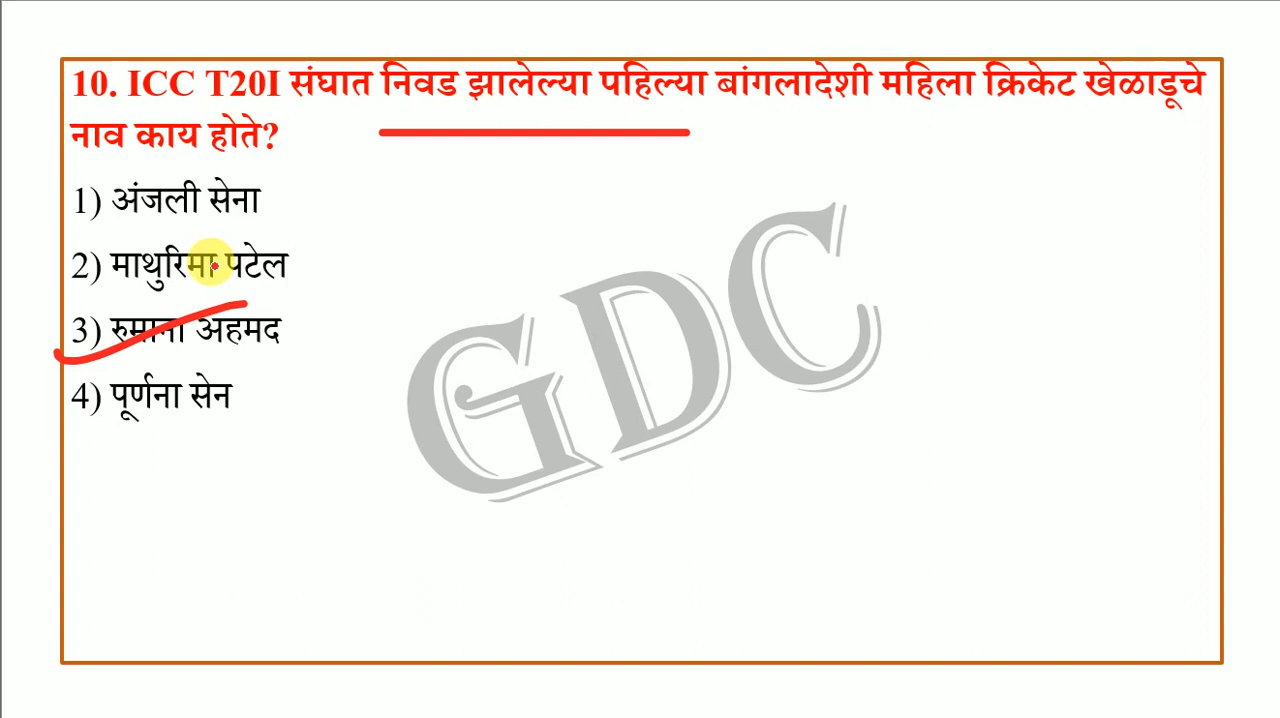 10. ICC T20I संघात निवड झालेल्या पहिल्या बांगलादेशी महिला क्रिकेट खेळाडूचे
नाव काय होते?
1) अंजली सेना
2) माथुरिमा पटेल
3) रुमाना अहमद
4) पूर्णना सेन
GDC